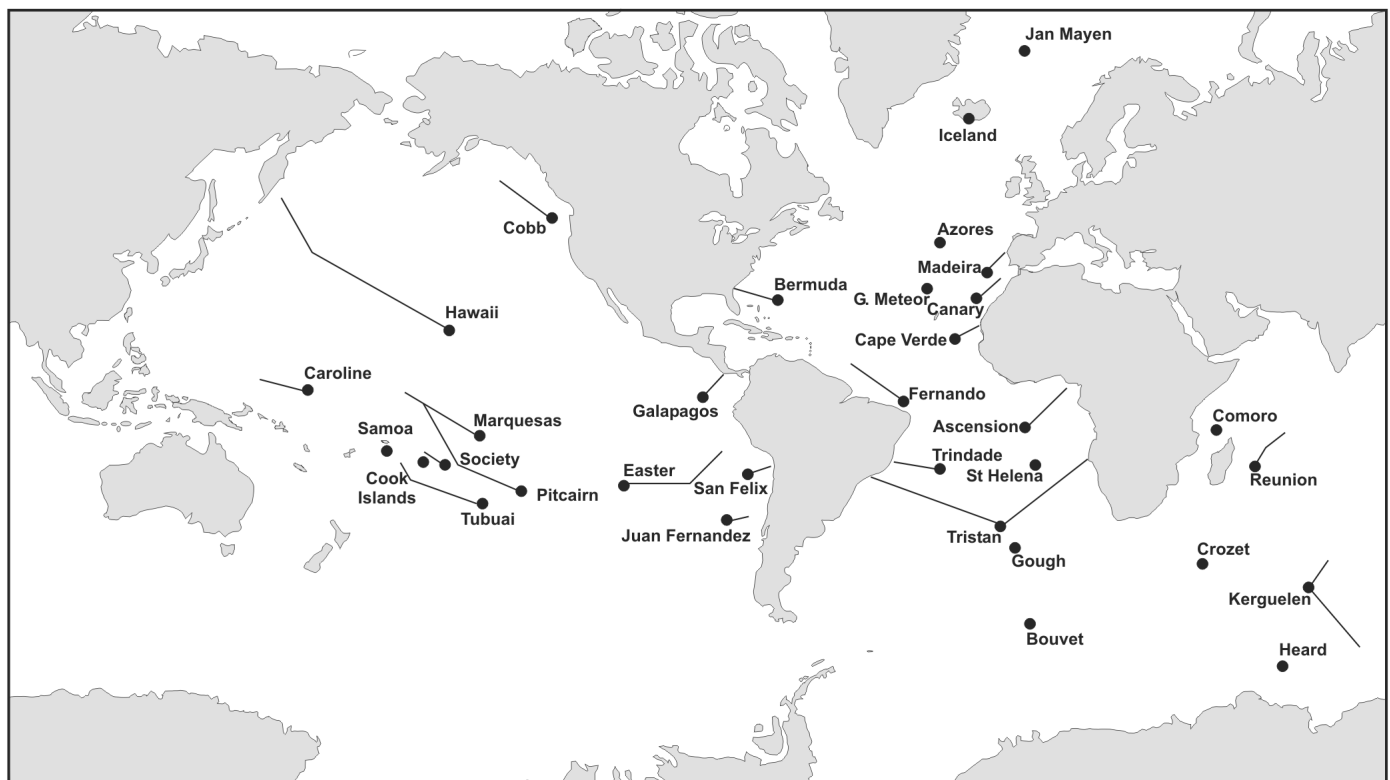 Jan Mayen
Iceland
Azores
Cobb
Madeira
Bermuda
G. Meteor
Canary
Hawaii
Cape Verde
Caroline
Fernando
Galapagos
Comoro
Marquesas
Samoa
Ascension
Trindade
Society
Easter
St Helena
Cook
Islands
San Felix
Reunion
Pitcairn
Tubuai
Juan Fernandez
Tristan
Crozet
Gough
Kerguelen
Bouvet
Heard